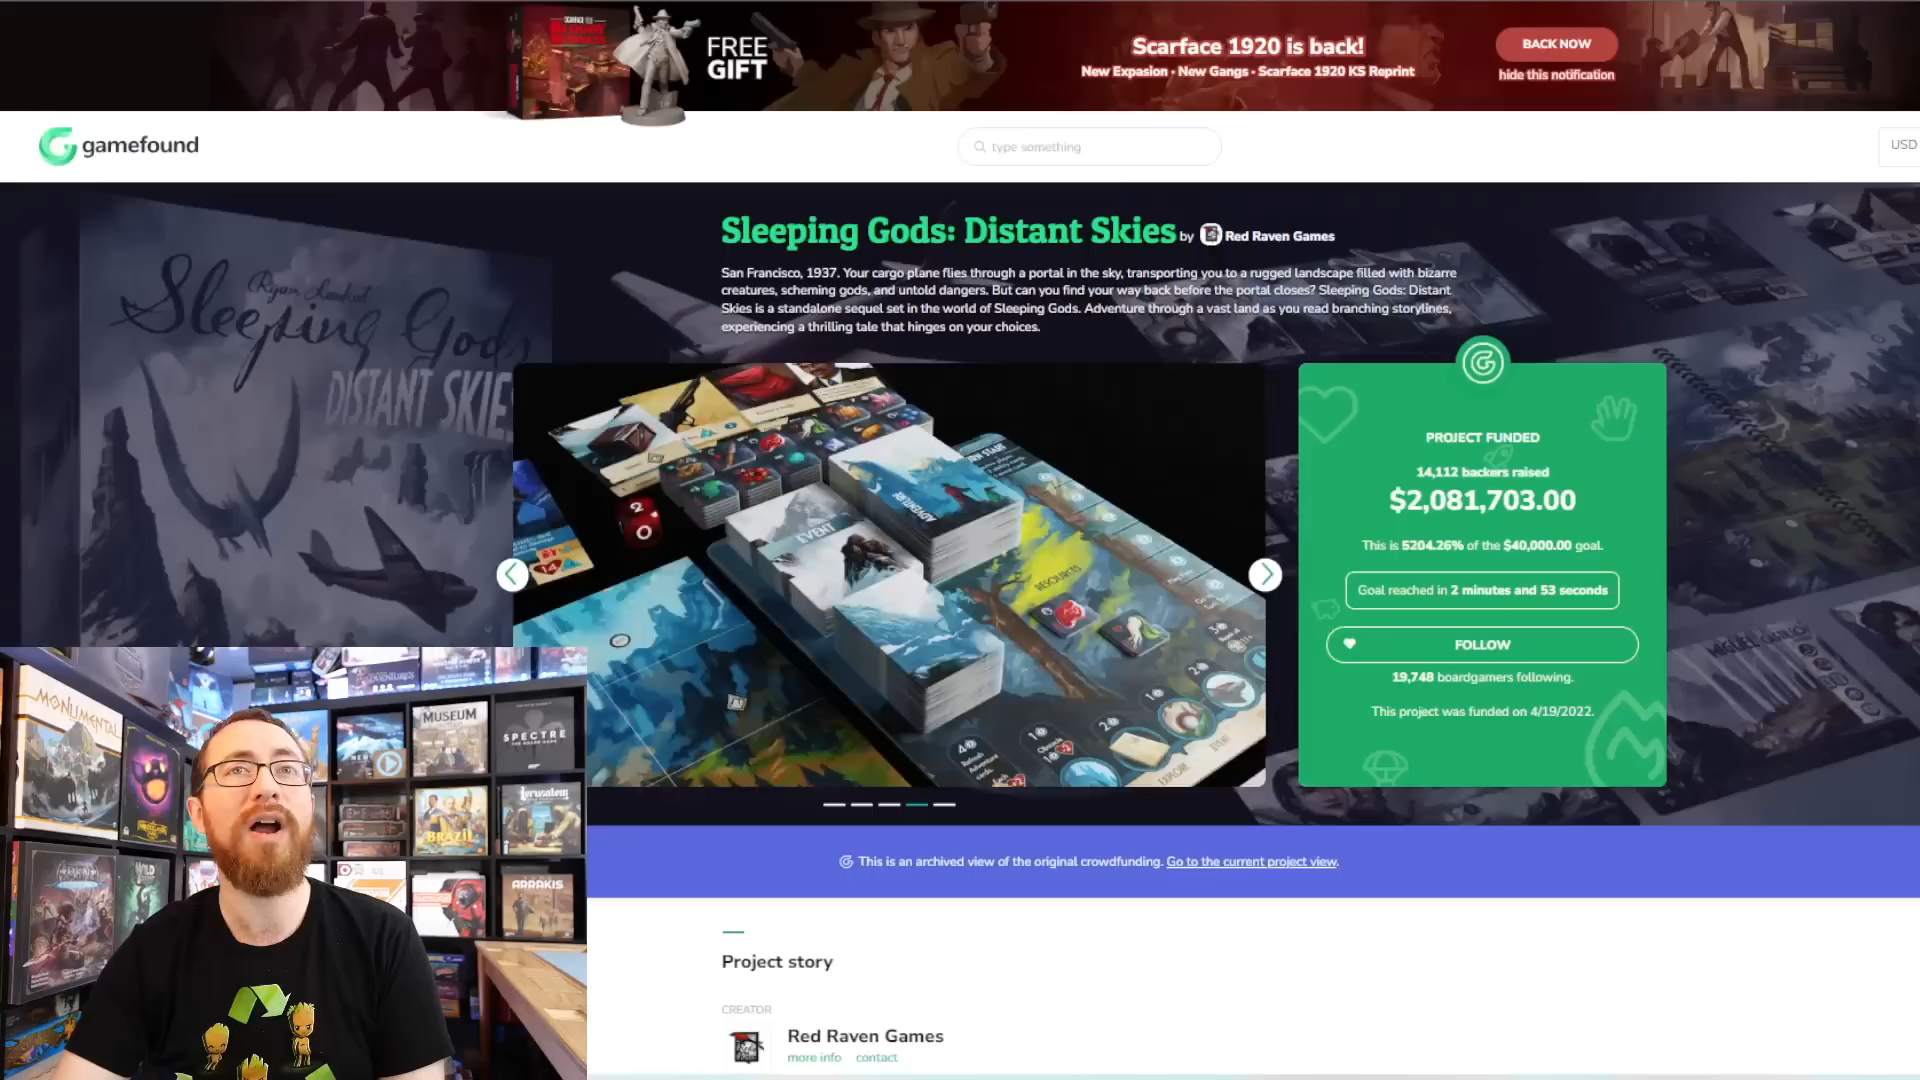 FREE
GIFT
Scarface 1920 is back!
New Expasion • New Gangs • Scarface 1920 KS Reprint
BACK NOW
hide this notification
gamefound
type something
USD
Sleeping Gods: Distant Skies by Red Raven Games
San Francisco, 1937. Your cargo plane flies through a portal in the sky, transporting you to a rugged landscape filled with bizarre
creatures, scheming gods, and untold dangers. But can you find your way back before the portal closes? Sleeping Gods: Distant
Skies is a standalone sequel set in the world of Sleeping Gods. Adventure through a vast land as you read branching storylines,
experiencing a thrilling tale that hinges on your choices.
Sleeping Gods
DISTANT SKIE
ADVENTURE
EVENT
RESOURCES
2
0
14
EXPLORE
EVENT
PROJECT FUNDED
14,112 backers raised
$2,081,703.00
This is 5204.26% of the $40,000.00 goal.
Goal reached in 2 minutes and 53 seconds
FOLLOW
19,748 boardgamers following.
This project was funded on 4/19/2022.
This is an archived view of the original crowdfunding. Go to the current project view.
Project story
CREATOR
Red Raven Games
more info contact
MONUMENTAL
MUSEUM
SPECTRE
BRAZIL
Jerusalem
WILD
ARRAKIS